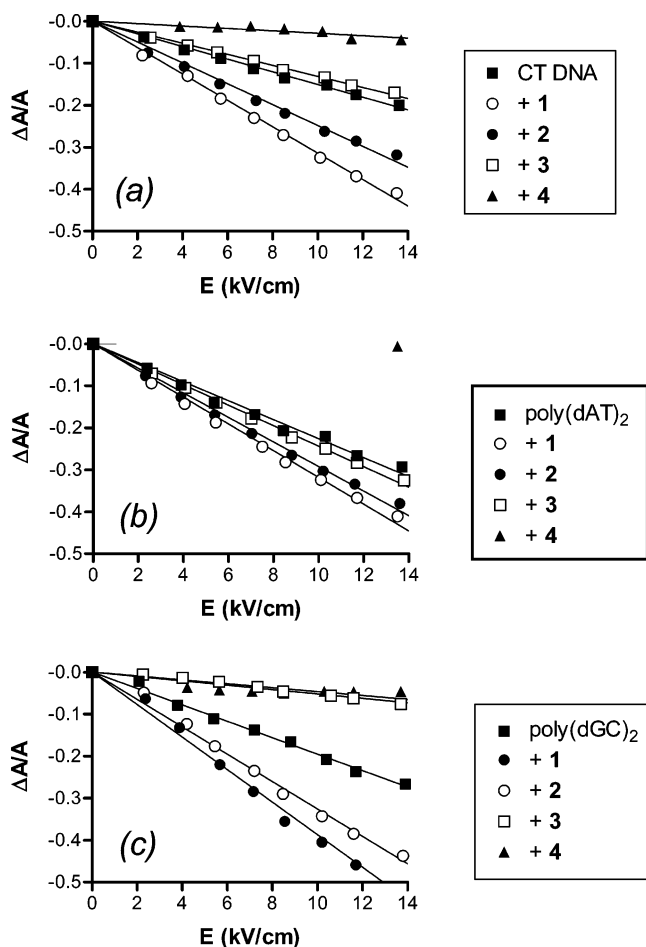 -0.0
-0.1
-0.2
-0.3
-0.4
-0.5
ΔA/A
(a)
0 2 4 6 8 10 12 14
E (kV/cm)
CT DNA
+ 1
+ 2
+ 3
+ 4
-0.0
-0.1
-0.2
-0.3
-0.4
-0.5
ΔA/A
(b)
0 2 4 6 8 10 12 14
E (kV/cm)
poly(dAT)2
+ 1
+ 2
+ 3
+ 4
-0.0
-0.1
-0.2
-0.3
-0.4
-0.5
ΔA/A
(c)
0 2 4 6 8 10 12 14
E (kV/cm)
poly(dGC)2
+ 1
+ 2
+ 3
+ 4